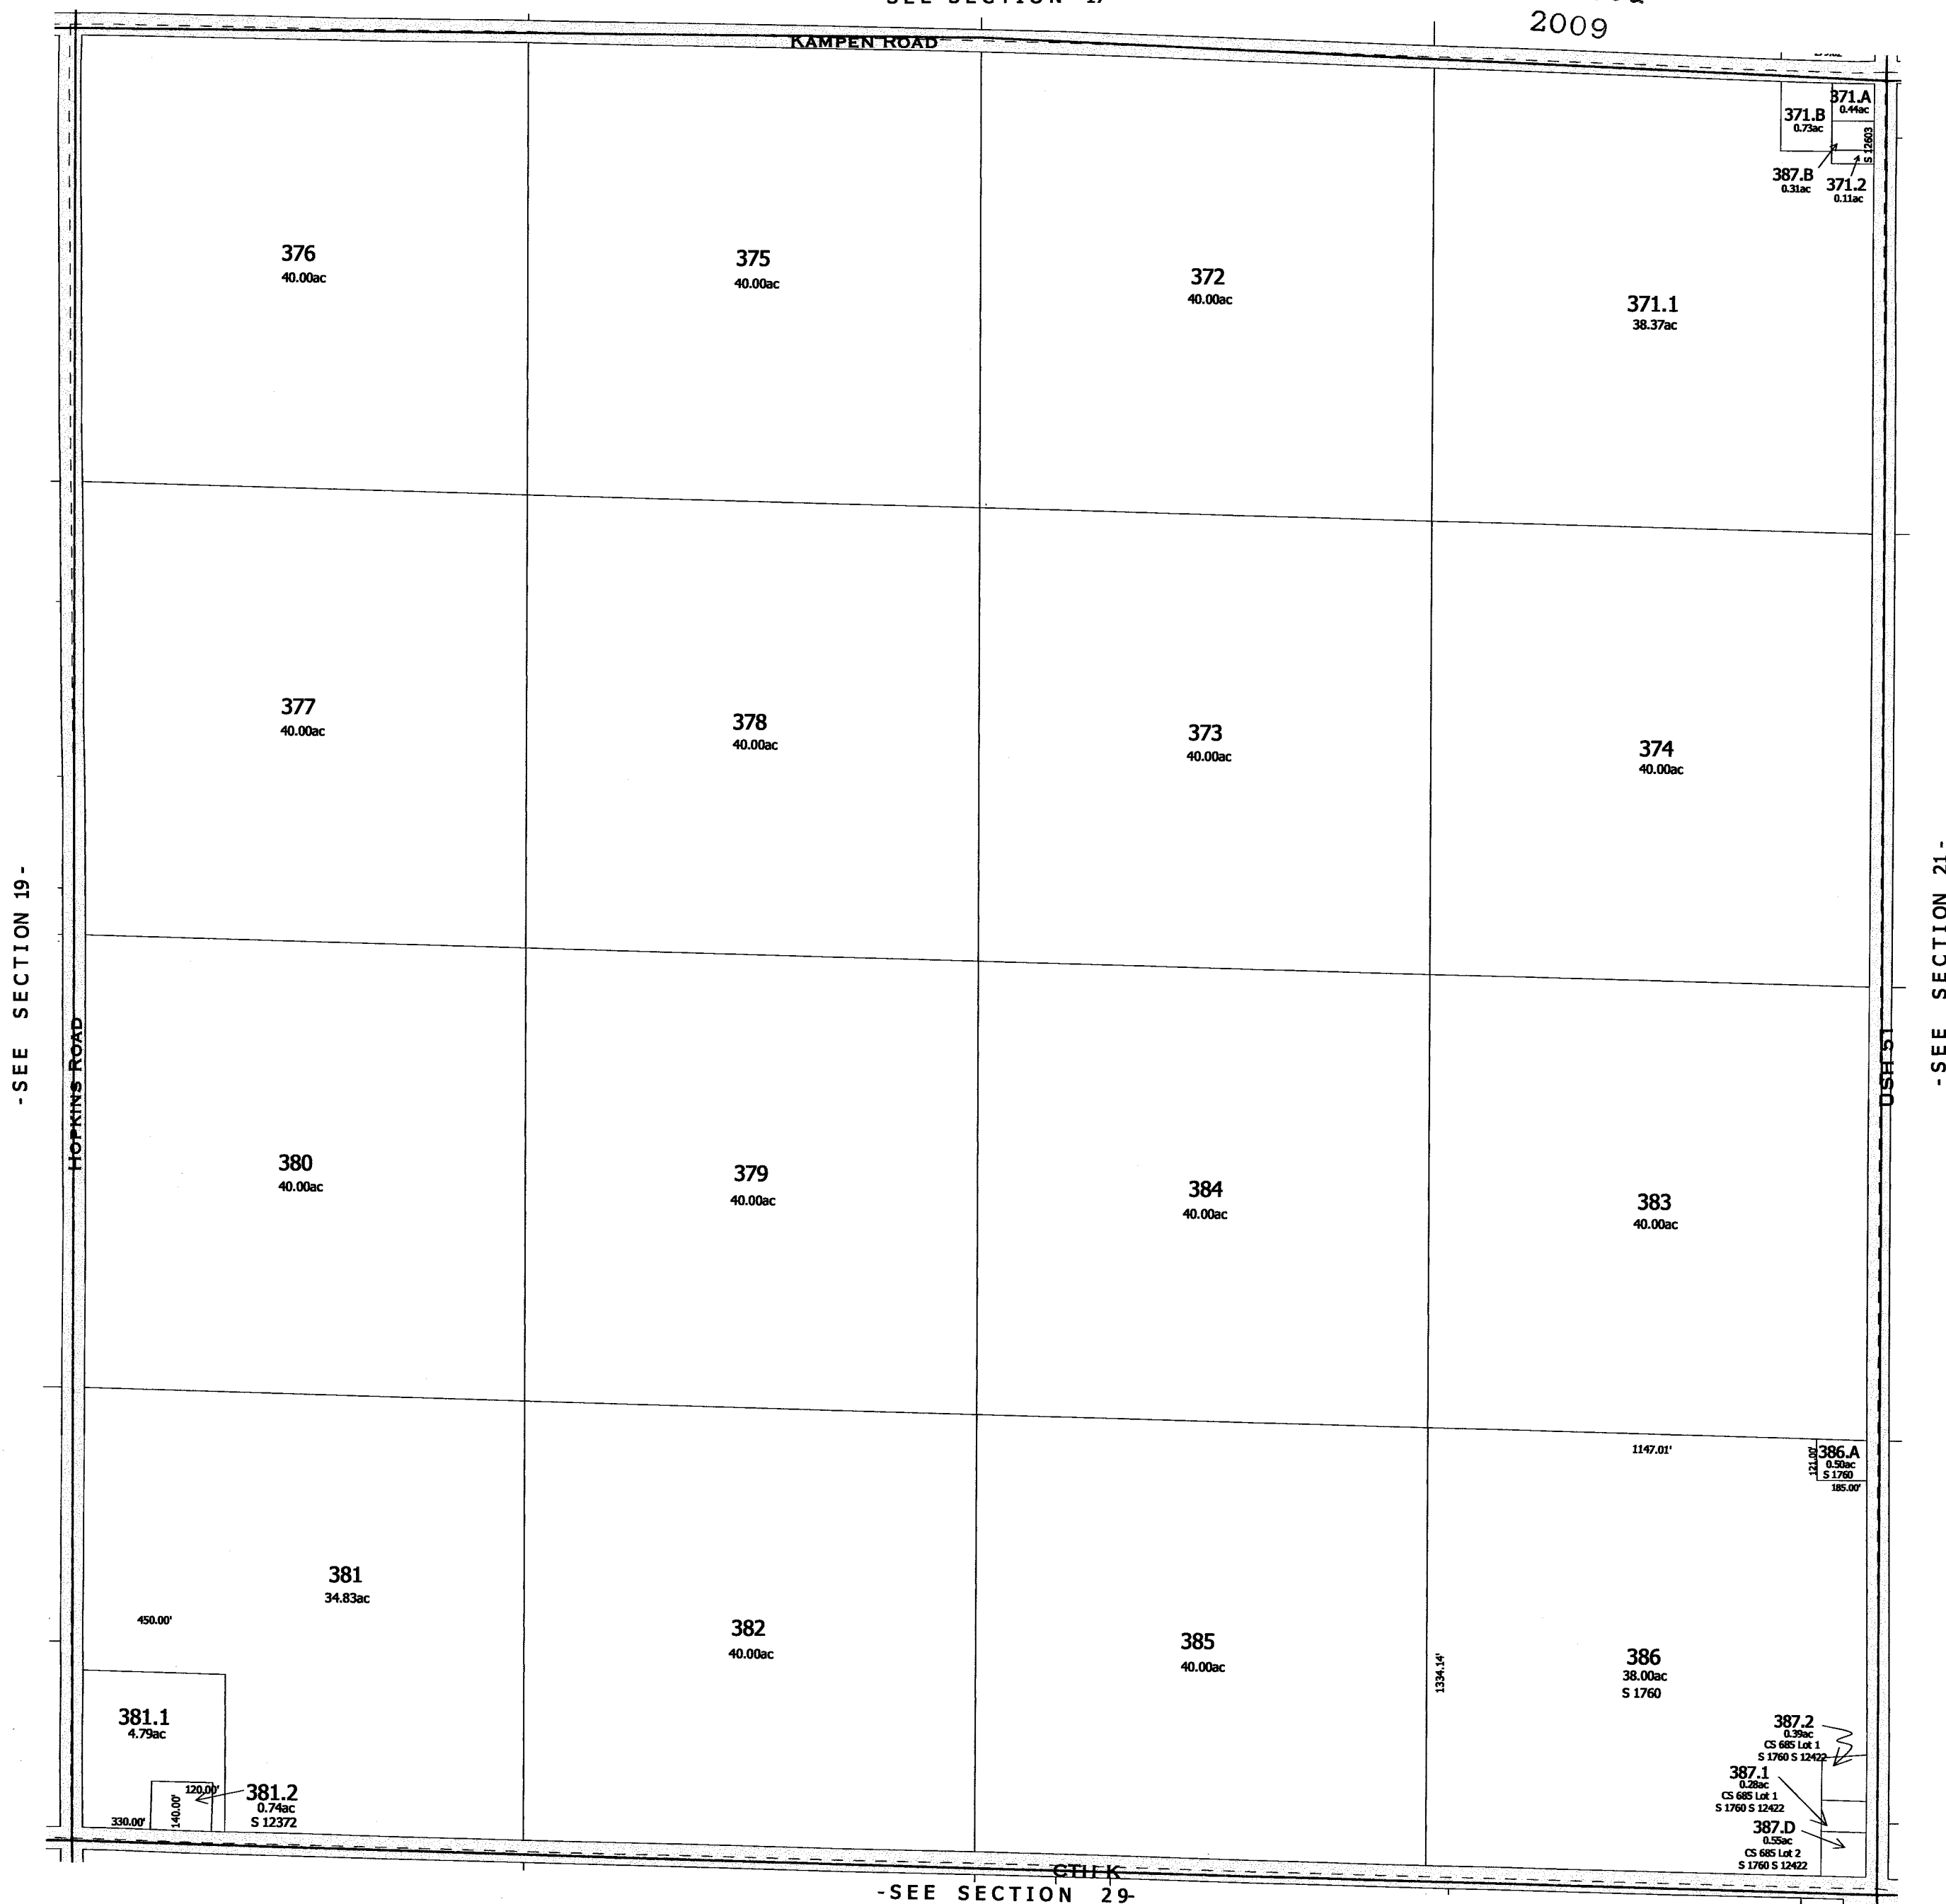 2009
KAMPEN ROAD
371.A
0.44ac
371.B
0.73ac
S 12603
387.B
0.31ac
371.2
0.11ac
376
40.00ac
375
40.00ac
372
40.00ac
371.1
38.37ac
377
40.00ac
378
40.00ac
373
40.00ac
374
40.00ac
-SEE SECTION 19-
-SEE SECTION 21-
HOPKINS ROAD
USH 51
380
40.00ac
379
40.00ac
384
40.00ac
383
40.00ac
1147.01'
121.00'
386.A
0.50ac
S 1760
185.00'
381
34.83ac
450.00'
382
40.00ac
385
40.00ac
1334.14'
386
38.00ac
S 1760
381.1
4.79ac
387.2
0.39ac
CS 685 Lot 1
S 1760 S 12422
387.1
0.28ac
CS 685 Lot 1
S 1760 S 12422
120.00'
140.00'
381.2
0.74ac
S 12372
330.00'
387.D
0.55ac
CS 685 Lot 2
S 1760 S 12422
CTH K
-SEE SECTION 29-